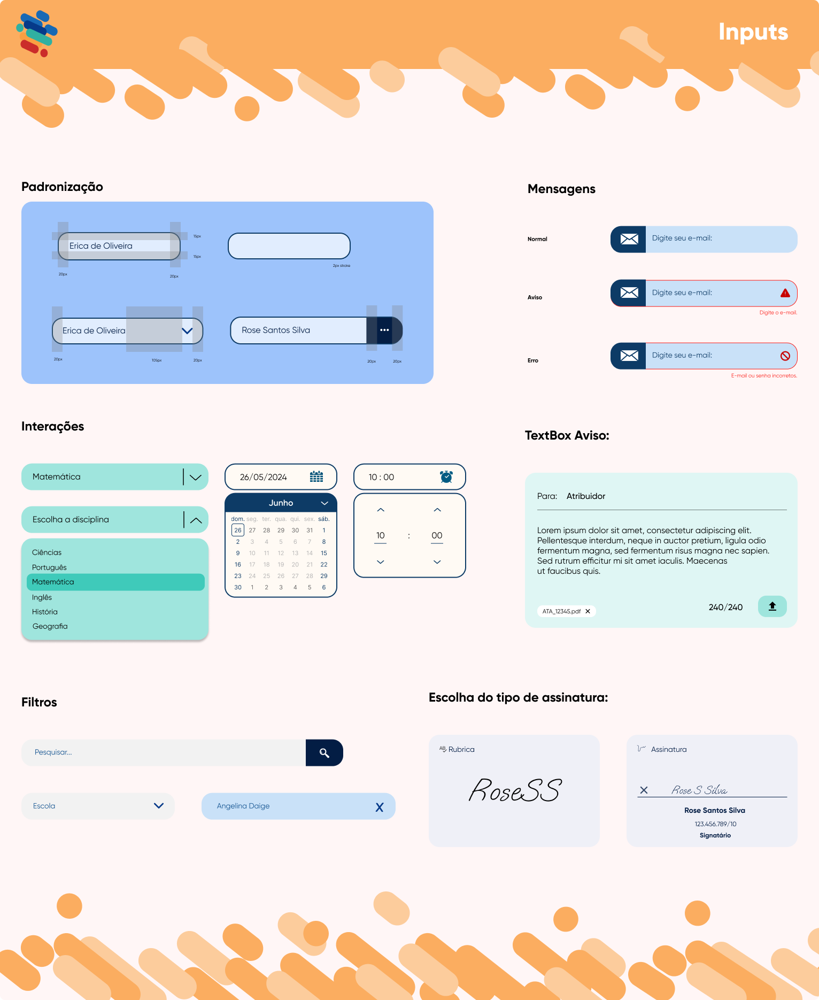 Inputs
Padronização
Erica de Oliveira
15px
15px
20px
20px
2px stroke
Erica de Oliveira
20px
105px
20px
Rose Santos Silva
20px
20px
Mensagens
Normal
Digite seu e-mail:
Aviso
Digite seu e-mail:
Digite o e-mail.
Erro
Digite seu e-mail:
E-mail ou senha incorretos.
Interações
Matemática
Escolha a disciplina
Ciências
Português
Matemática
Inglês
História
Geografia
26/05/2024
Junho
dom. seg. ter. qua. qui. sex. sáb.
26 27 28 29 30 31 1
2 3 4 5 6 7 8
9 10 11 12 13 14 15
16 17 18 19 20 21 22
23 24 25 26 27 28 29
30 1 2 3 4 5 6
10 : 00
10 : 00
TextBox Aviso:
Para: Atribuidor
Lorem ipsum dolor sit amet, consectetur adipiscing elit.
Pellentesque interdum, neque in auctor pretium, ligula odio
fermentum magna, sed fermentum risus magna nec sapien.
Sed rutrum efficitur mi sit amet iaculis. Maecenas
ut faucibus quis.
ATA_12345.pdf
240/240
Filtros
Pesquisar...
Escola
Angelina Daige X
Escolha do tipo de assinatura:
AB Rubrica
RoseSS
Assinatura
Rose S Silva
Rose Santos Silva
123.456.789/10
Signatário